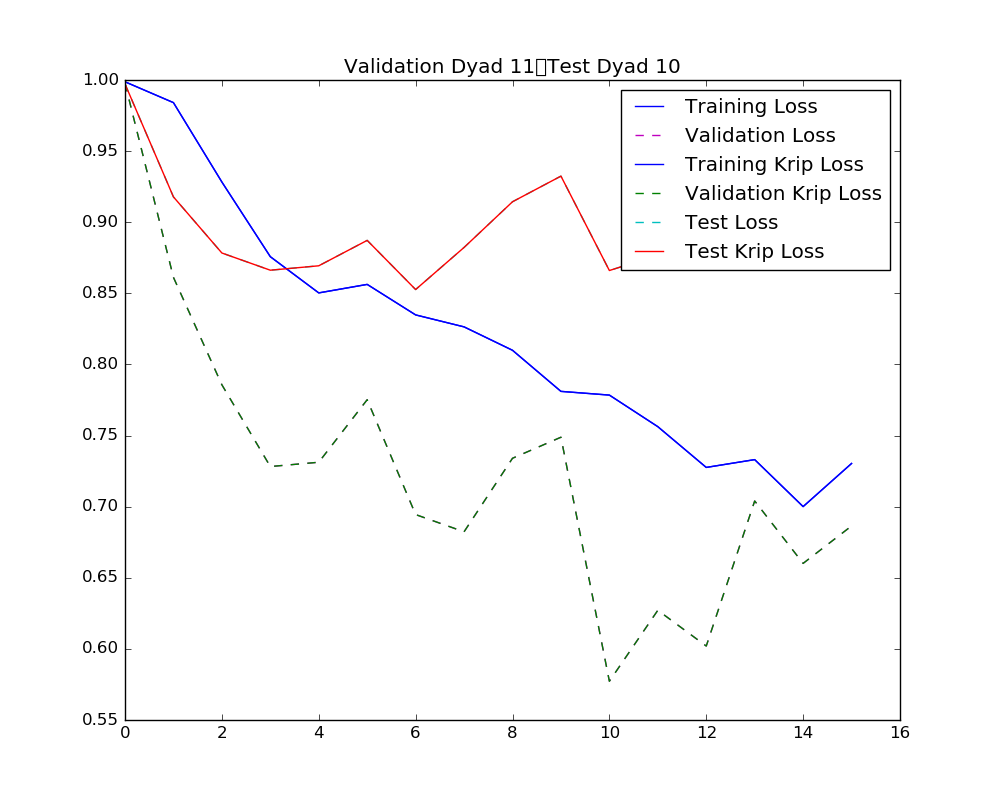 Validation Dyad 11▯Test Dyad 10
1.00
0.95
0.90
0.85
0.80
0.75
0.70
0.65
0.60
0.55
0 2 4 6 8 10 12 14 16
Training Loss
Validation Loss
Training Krip Loss
Validation Krip Loss
Test Loss
Test Krip Loss